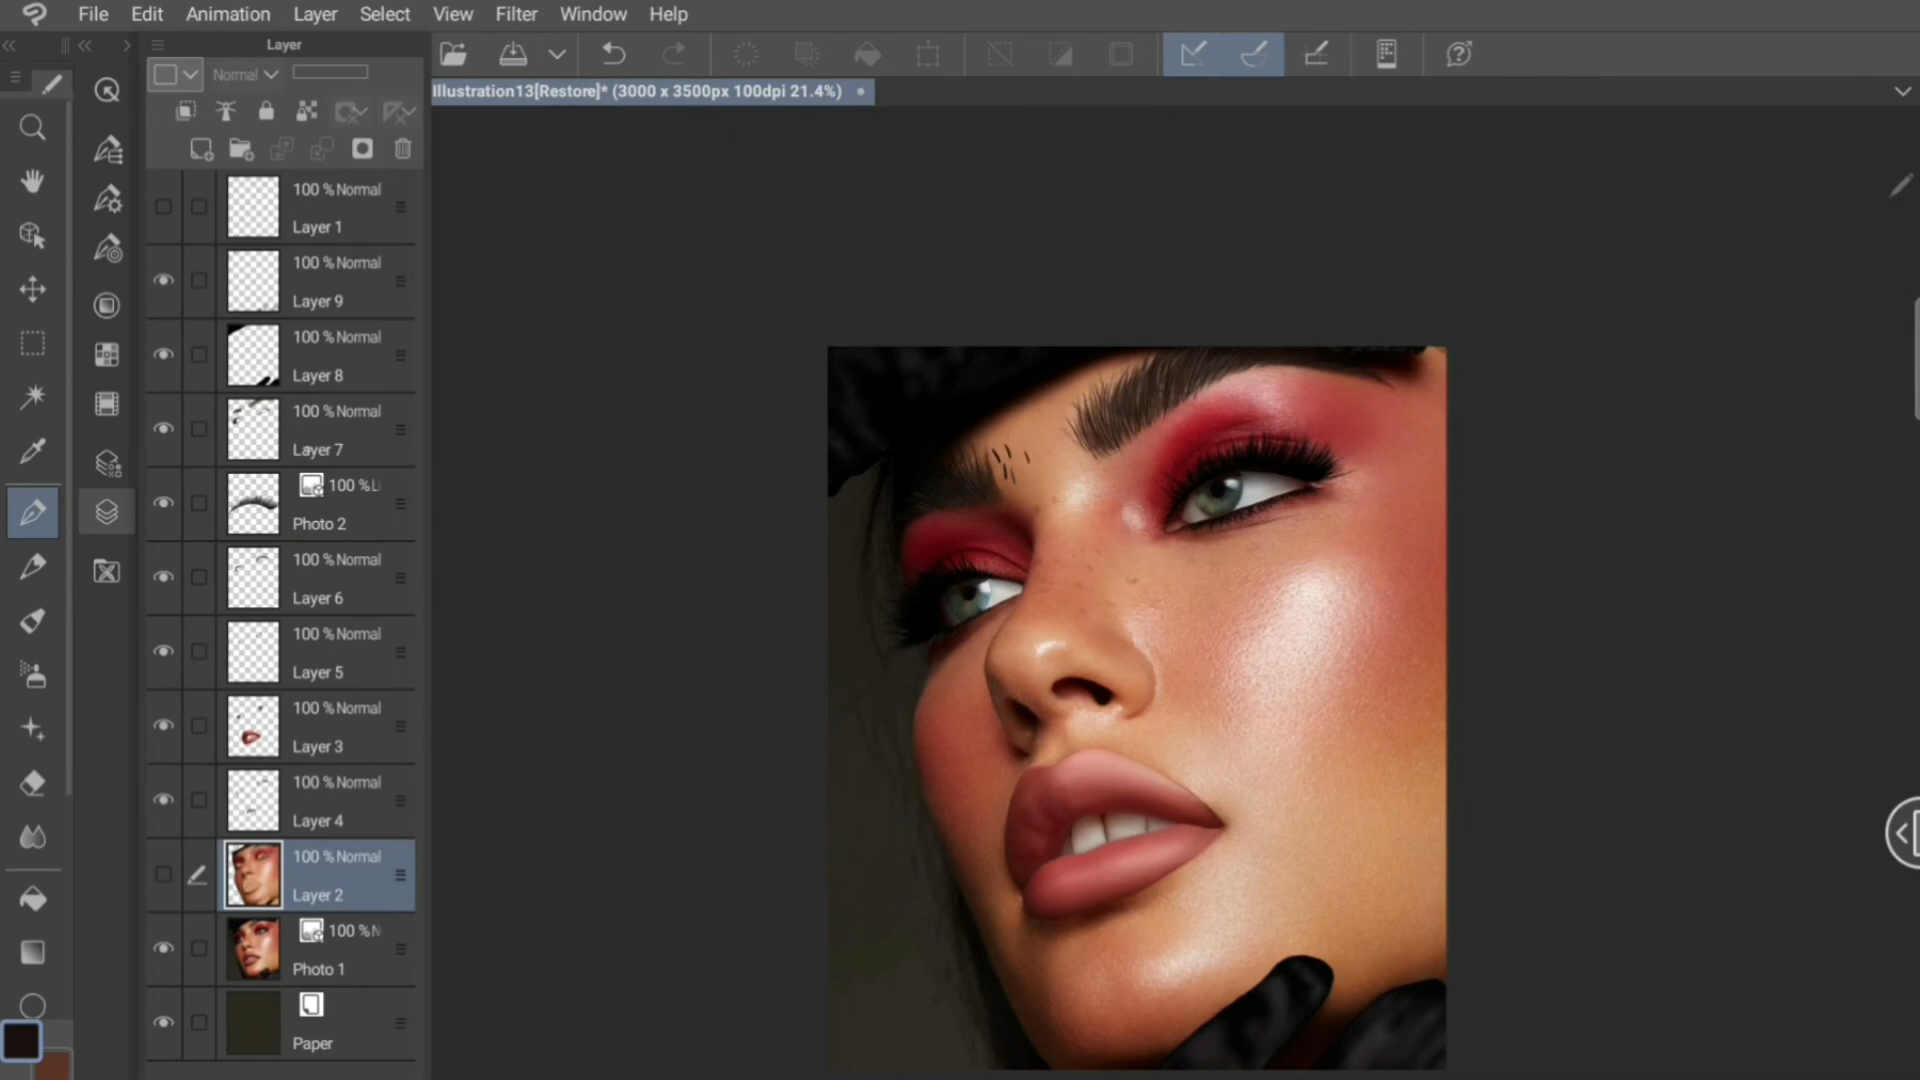 File Edit Animation Layer Select View Filter Window Help
Layer
Normal
Illustration13[Restore]* (3000 x 3500px 100dpi 21.4%)
100 % Normal
Layer 1
100 % Normal
Layer 9
100 % Normal
Layer 8
100 % Normal
Layer 7
100 % Li
Photo 2
100 % Normal
Layer 6
100 % Normal
Layer 5
100 % Normal
Layer 3
100 % Normal
Layer 4
100 % Normal
Layer 2
100 % N
Photo 1
Paper